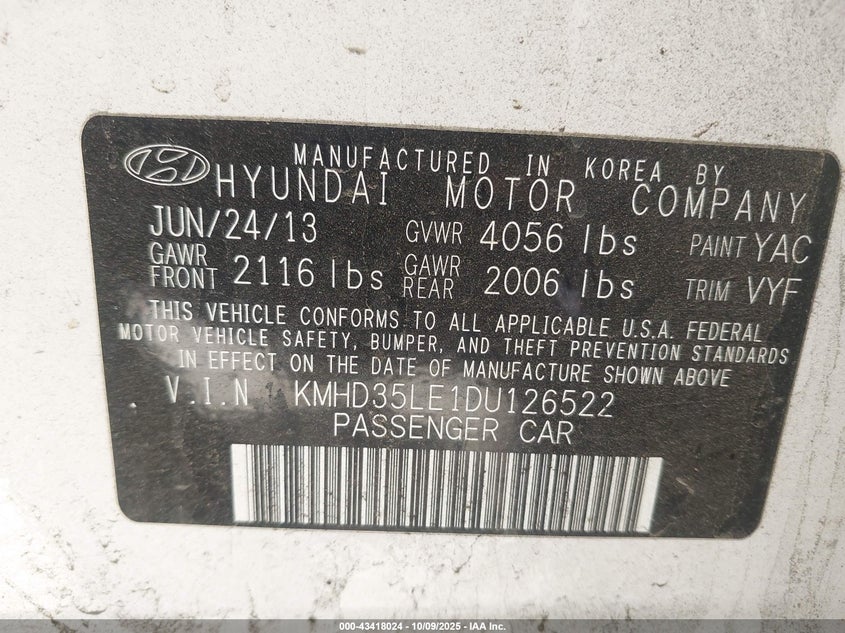 MANUFACTURED IN KOREA BY
HYUNDAI MOTOR COMPANY
JUN/24/13 GVWR 4056 lbs PAINT YAC
GAWR FRONT 2116 lbs GAWR REAR 2006 lbs TRIM VYF
THIS VEHICLE CONFORMS TO ALL APPLICABLE U.S.A. FEDERAL
MOTOR VEHICLE SAFETY, BUMPER, AND THEFT PREVENTION STANDARDS
IN EFFECT ON THE DATE OF MANUFACTURE SHOWN ABOVE
V.I.N KMHD35LE1DU126522
PASSENGER CAR
000-43418024 - 10/09/2025 - IAA Inc.